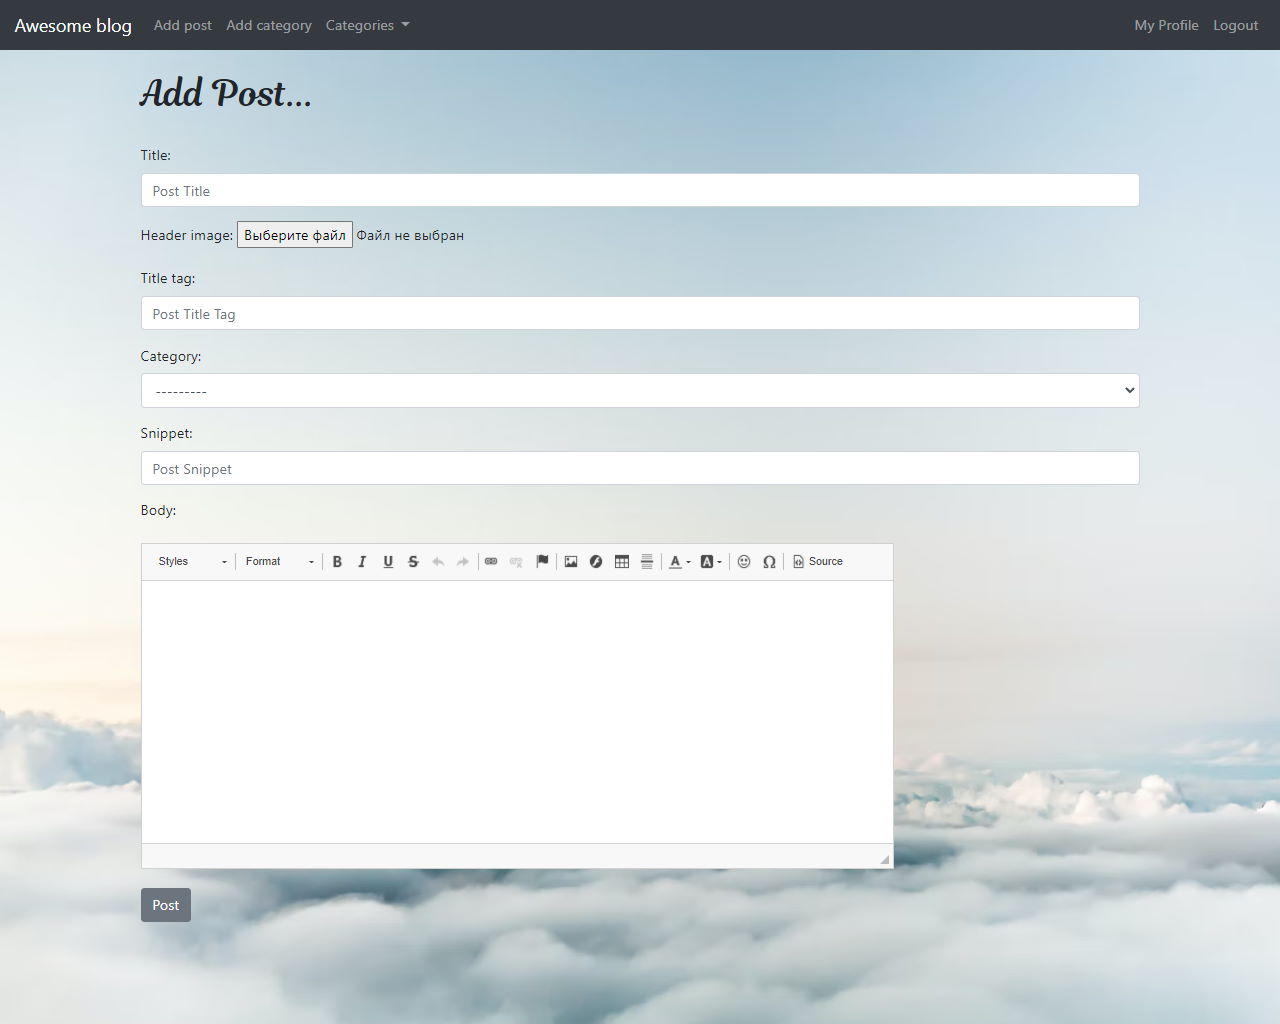 Awesome blog Add post Add category Categories My Profile Logout
Add Post...
Title:
Post Title
Header image: Выберите файл Файл не выбран
Title tag:
Post Title Tag
Category:
---------
Snippet:
Post Snippet
Body:
Styles Format B I U S A A Ω Source
Post